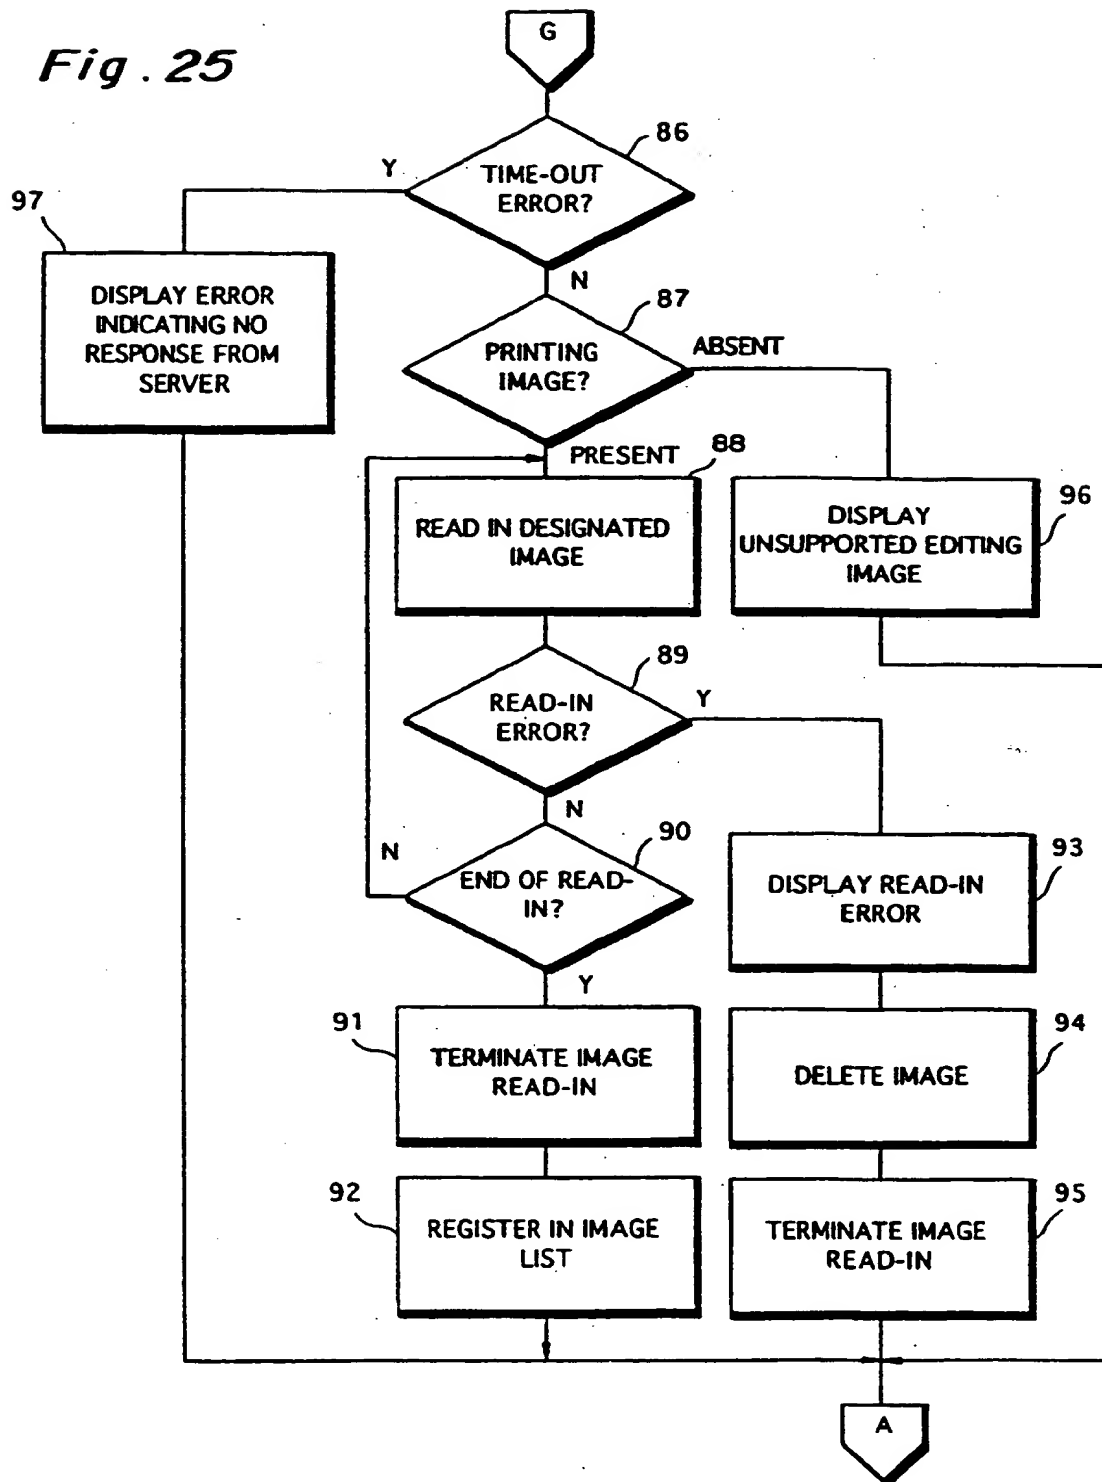 Fig. 25
G
86
TIME-OUT
ERROR?
Y
N
97
DISPLAY ERROR
INDICATING NO
RESPONSE FROM
SERVER
87
PRINTING
IMAGE?
ABSENT
PRESENT
88
READ IN DESIGNATED
IMAGE
96
DISPLAY
UNSUPPORTED EDITING
IMAGE
89
READ-IN
ERROR?
Y
N
90
END OF READ-
IN?
N
Y
93
DISPLAY READ-IN
ERROR
91
TERMINATE IMAGE
READ-IN
94
DELETE IMAGE
92
REGISTER IN IMAGE
LIST
95
TERMINATE IMAGE
READ-IN
A